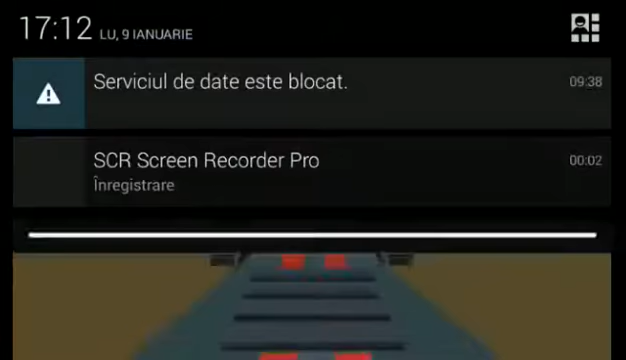 17:12 LU, 9 IANUARIE
Serviciul de date este blocat. 09:38
SCR Screen Recorder Pro 00:02
Înregistrare